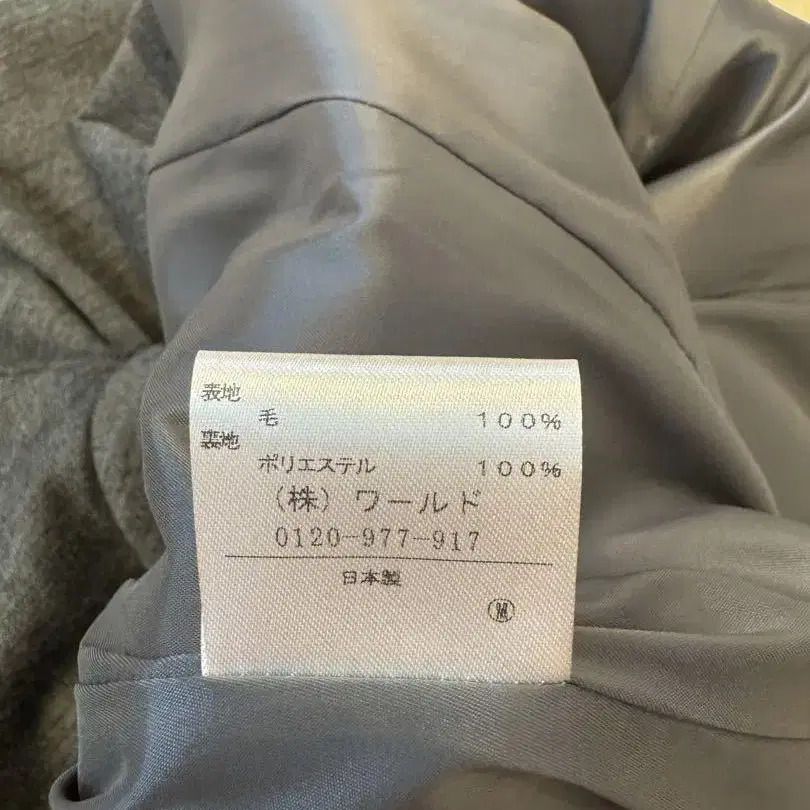 表地
毛 100%
裏地
ポリエステル 100%
(株) ワールド
0120-977-917
日本製